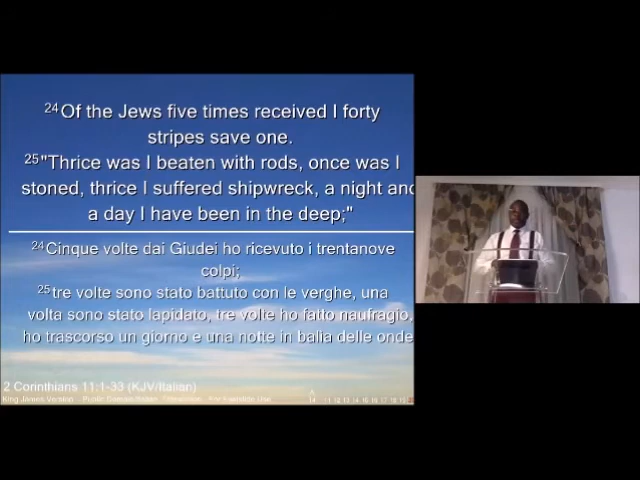 24Of the Jews five times received I forty
stripes save one.
25"Thrice was I beaten with rods, once was I
stoned, thrice I suffered shipwreck, a night and
a day I have been in the deep;"
24Cinque volte dai Giudei ho ricevuto i trentanove
colpi;
25tre volte sono stato battuto con le verghe, una
volta sono stato lapidato, tre volte ho fatto naufragio,
ho trascorso un giorno e una notte in balia delle onde
2 Corinthians 11:1-33 (KJV/Italian)
King James Version - Public Domain